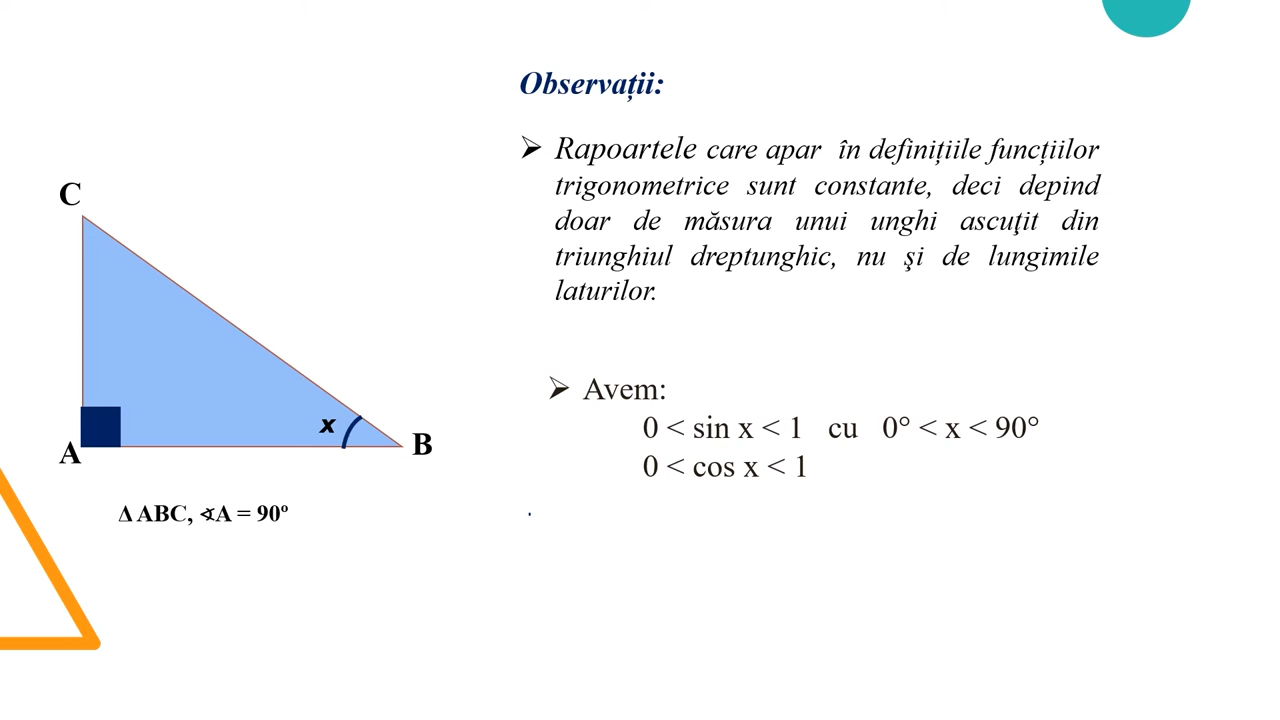 Observații:
➢ Rapoartele care apar în definițiile funcțiilor
trigonometrice sunt constante, deci depind
doar de măsura unui unghi ascuţit din
triunghiul dreptunghic, nu şi de lungimile
laturilor.
C
➢ Avem:
0 < sin x < 1 cu 0° < x < 90°
0 < cos x < 1
x
A
B
Δ ABC, ∢A = 90º